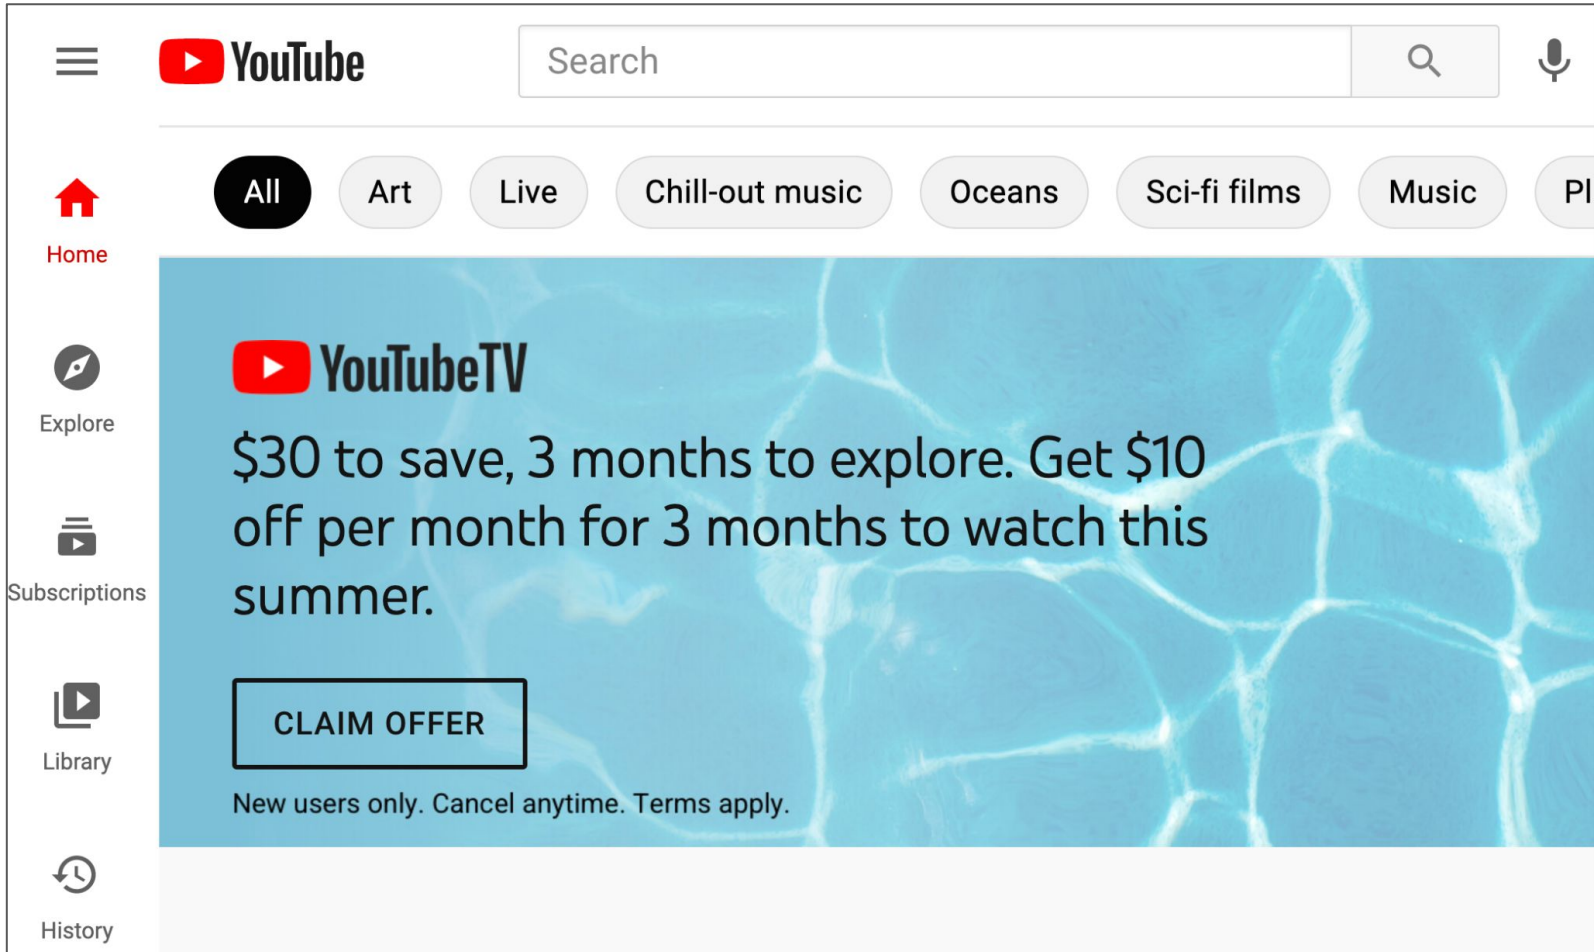 YouTube
Search
All Art Live Chill-out music Oceans Sci-fi films Music Pl
Home
Explore
Subscriptions
Library
History
YouTubeTV
$30 to save, 3 months to explore. Get $10
off per month for 3 months to watch this
summer.
CLAIM OFFER
New users only. Cancel anytime. Terms apply.